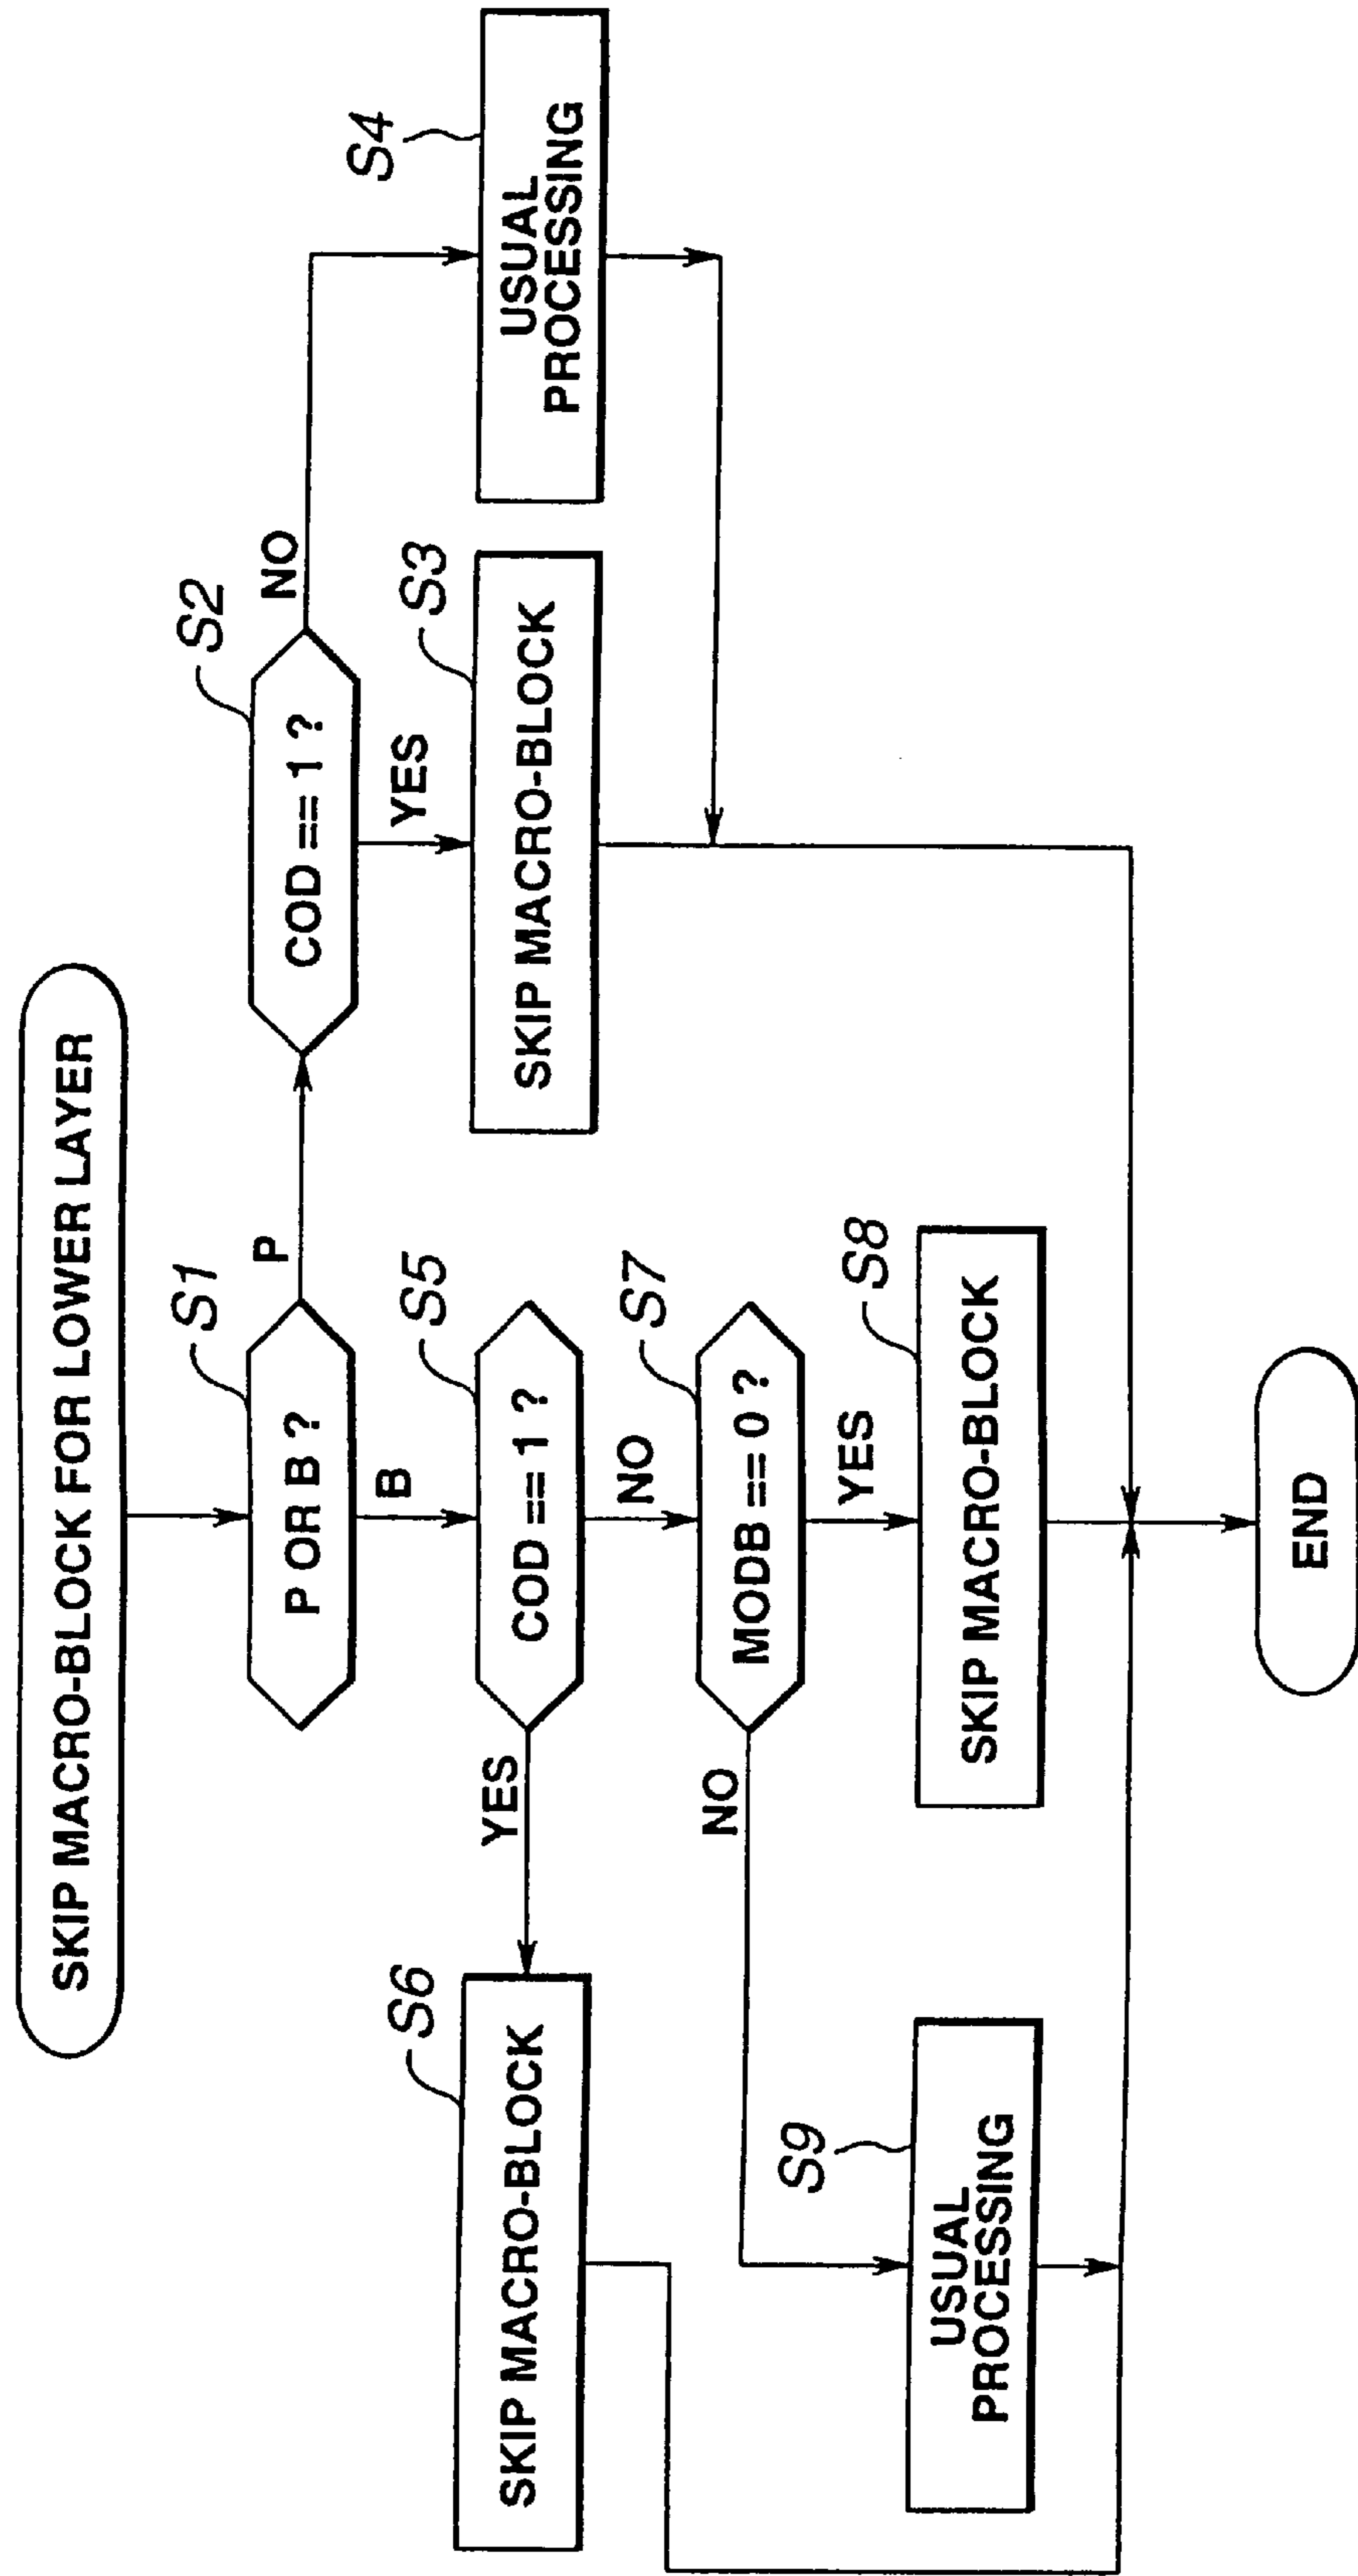 SKIP MACRO-BLOCK FOR LOWER LAYER
S1
P OR B ?
P
S2
COD == 1 ?
NO
B
YES
S4
USUAL
PROCESSING
S3
SKIP MACRO-BLOCK
S5
COD == 1 ?
YES
NO
S6
SKIP MACRO-BLOCK
S7
MODB == 0 ?
NO
YES
S9
USUAL
PROCESSING
S8
SKIP MACRO-BLOCK
END